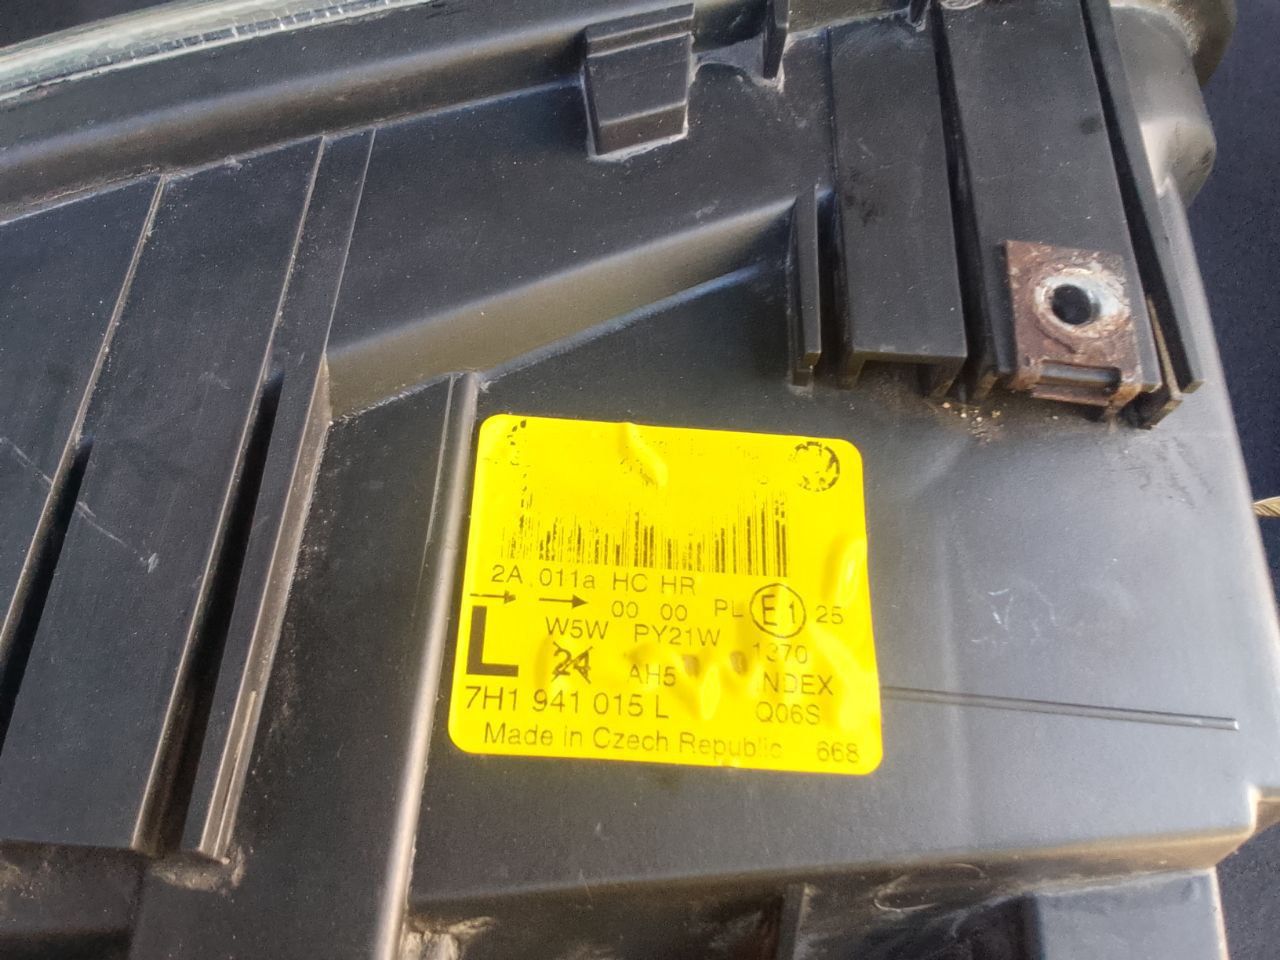 2A 011a HC HR
00 00 PL E1 25
W5W PY21W 1370
L 24 AH5 INDEX
7H1 941 015 L Q06S
Made in Czech Republic 668